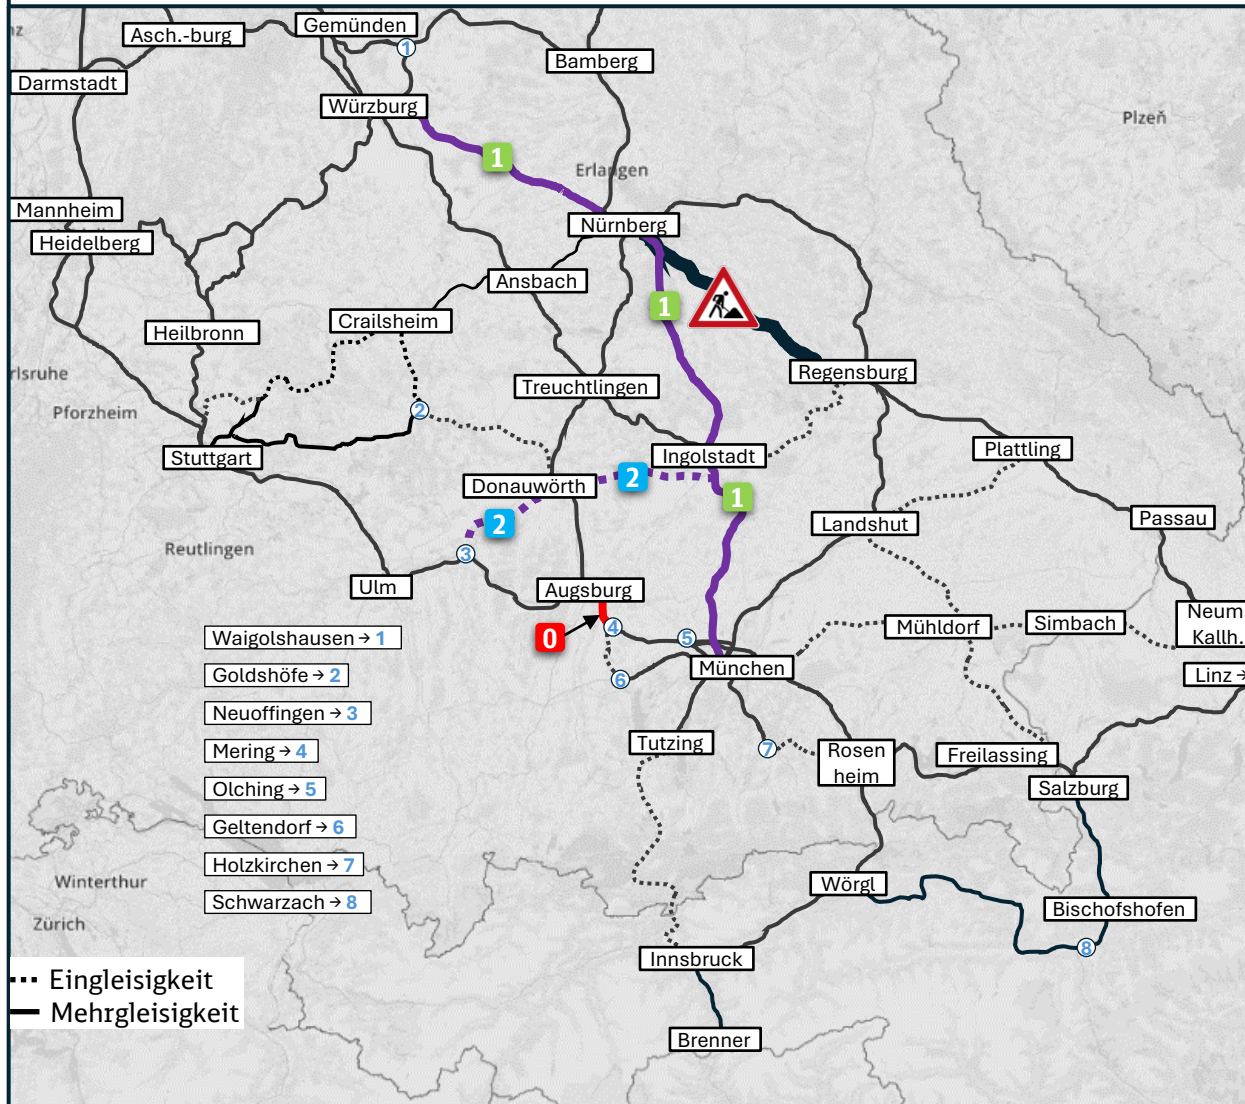 nz
Asch.-burg
Gemünden
1
Bamberg
Darmstadt
Würzburg
Plzeň
1
Erlangen
Mannheim
Nürnberg
Heidelberg
Ansbach
1
Crailsheim
Heilbronn
Regensburg
rlsruhe
Treuchtlingen
Pforzheim
2
Stuttgart
Ingolstadt
Plattling
2
Donauwörth
1
Landshut
Passau
2
Reutlingen
3
Ulm
Augsburg
Neum.
Kallh.
Waigolshausen → 1
0
4
5
Mühldorf
Simbach
München
Goldshöfe → 2
6
Linz →
Neuoffingen → 3
Mering → 4
Tutzing
7
Rosen
heim
Freilassing
Olching → 5
Salzburg
Geltendorf → 6
Holzkirchen → 7
Winterthur
Wörgl
Schwarzach → 8
Bischofshofen
Zürich
8
Innsbruck
Eingleisigkeit
Mehrgleisigkeit
Brenner